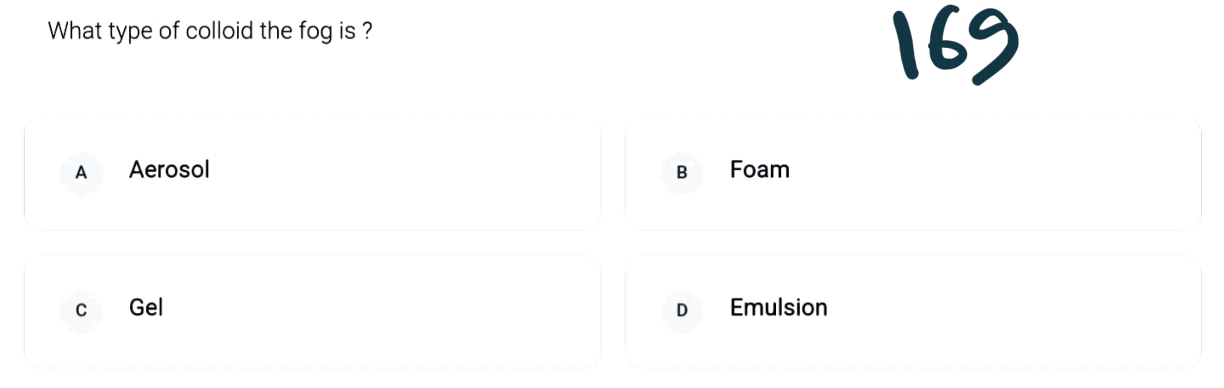 What type of colloid the fog is ?
169
A Aerosol
B Foam
C Gel
D Emulsion